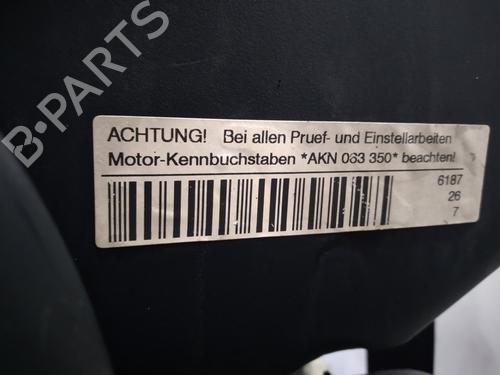 B-PARTS
ACHTUNG! Bei allen Pruef- und Einstellarbeiten
Motor-Kennbuchstaben *AKN 033 350* beachten!
6187
26
7